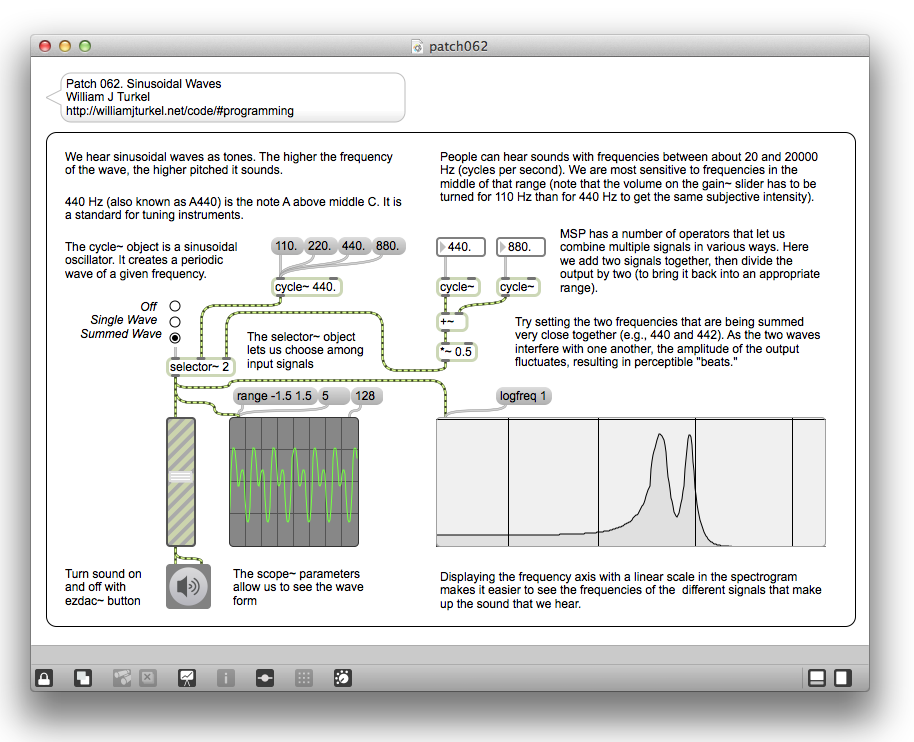 patch062
Patch 062. Sinusoidal Waves
William J Turkel
http://williamjturkel.net/code/#programming
We hear sinusoidal waves as tones. The higher the frequency
of the wave, the higher pitched it sounds.
440 Hz (also known as A440) is the note A above middle C. It is
a standard for tuning instruments.
The cycle~ object is a sinusoidal
oscillator. It creates a periodic
wave of a given frequency.
110. 220. 440. 880.
cycle~ 440.
Off
Single Wave
Summed Wave
The selector~ object
lets us choose among
input signals
selector~ 2
range -1.5 1.5 5 128
Turn sound on
and off with
ezdac~ button
The scope~ parameters
allow us to see the wave
form
People can hear sounds with frequencies between about 20 and 20000
Hz (cycles per second). We are most sensitive to frequencies in the
middle of that range (note that the volume on the gain~ slider has to be
turned for 110 Hz than for 440 Hz to get the same subjective intensity).
440. 880.
cycle~ cycle~
+~
*~ 0.5
MSP has a number of operators that let us
combine multiple signals in various ways. Here
we add two signals together, then divide the
output by two (to bring it back into an appropriate
range).
Try setting the two frequencies that are being summed
very close together (e.g., 440 and 442). As the two waves
interfere with one another, the amplitude of the output
fluctuates, resulting in perceptible "beats."
logfreq 1
Displaying the frequency axis with a linear scale in the spectrogram
makes it easier to see the frequencies of the different signals that make
up the sound that we hear.